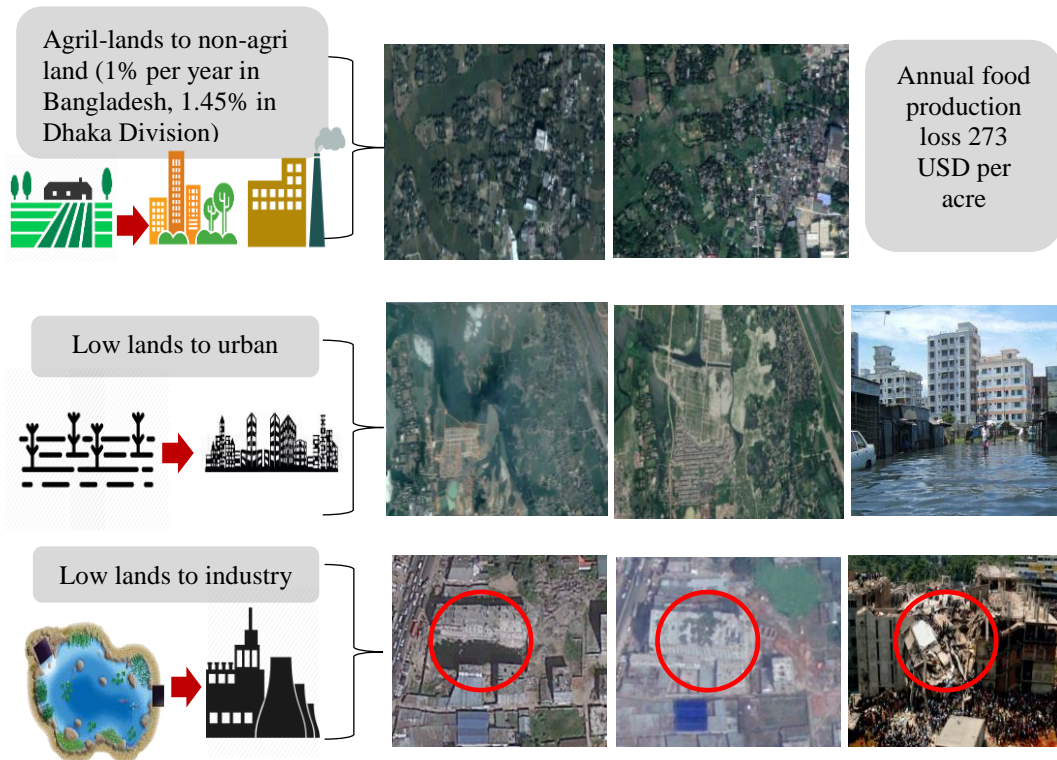 Agril-lands to non-agri
land (1% per year in
Bangladesh, 1.45% in
Dhaka Division)
Annual food
production
loss 273
USD per
acre
Low lands to urban
Low lands to industry